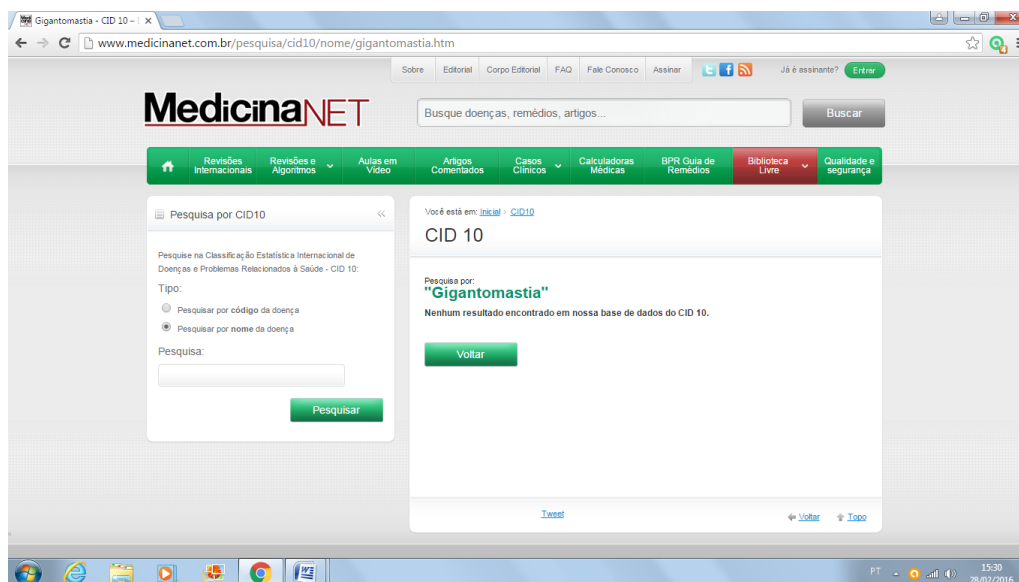 Gigantomastia - CID 10 –
www.medicinanet.com.br/pesquisa/cid10/nome/gigantomastia.htm
Sobre Editorial Corpo Editorial FAQ Fale Conosco Assinar Já é assinante? Entrar
MedicinaNET
Busque doenças, remédios, artigos...
Buscar
Revisões Internacionais
Revisões e Algoritmos
Aulas em Vídeo
Artigos Comentados
Casos Clínicos
Calculadoras Médicas
BPR Guia de Remédios
Biblioteca Livre
Qualidade e segurança
Pesquisa por CID10
Pesquise na Classificação Estatística Internacional de
Doenças e Problemas Relacionados à Saúde - CID 10:
Tipo:
Pesquisar por código da doença
Pesquisar por nome da doença
Pesquisa:
Pesquisar
Você está em: Inicial › CID10
CID 10
Pesquisa por:
"Gigantomastia"
Nenhum resultado encontrado em nossa base de dados do CID 10.
Voltar
Tweet
Voltar Topo
PT
15:30
28/02/2016